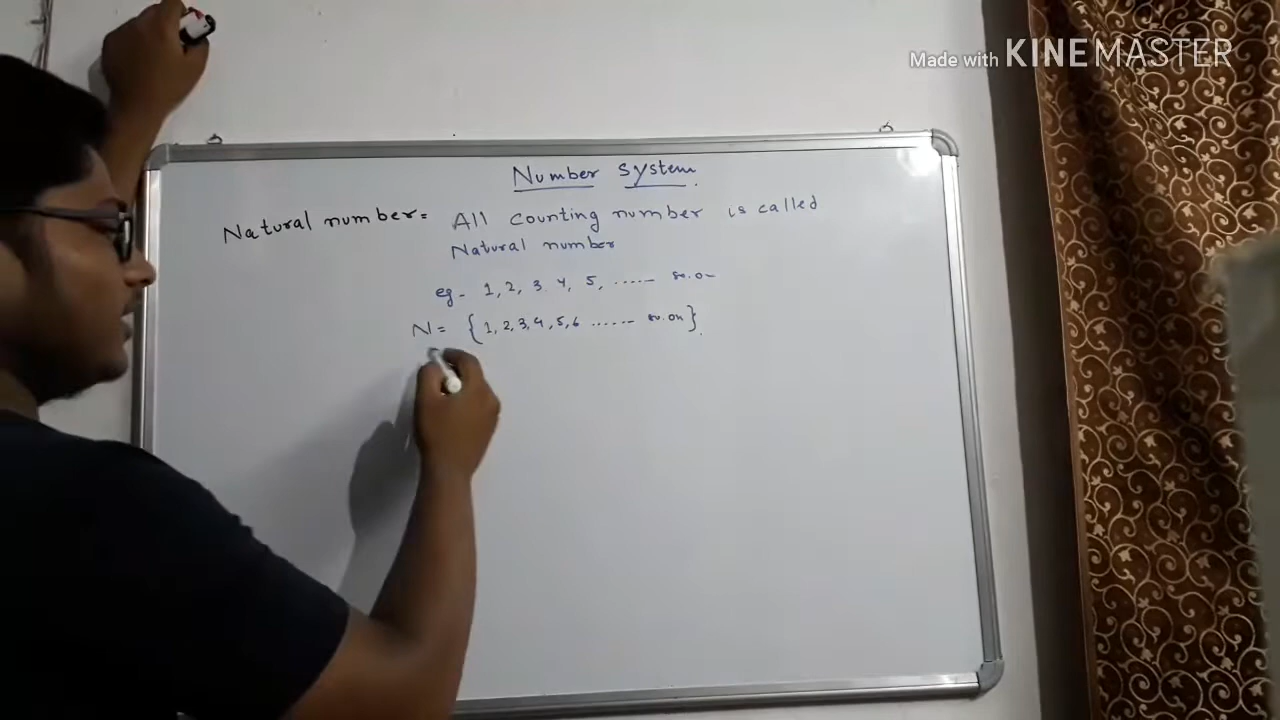 Made with KINEMASTER
Number system.
Natural number= All counting number is called
Natural number
eg- 1, 2, 3 4, 5, ...... so.on
N= {1, 2, 3, 4, 5, 6 ....... so.on}.